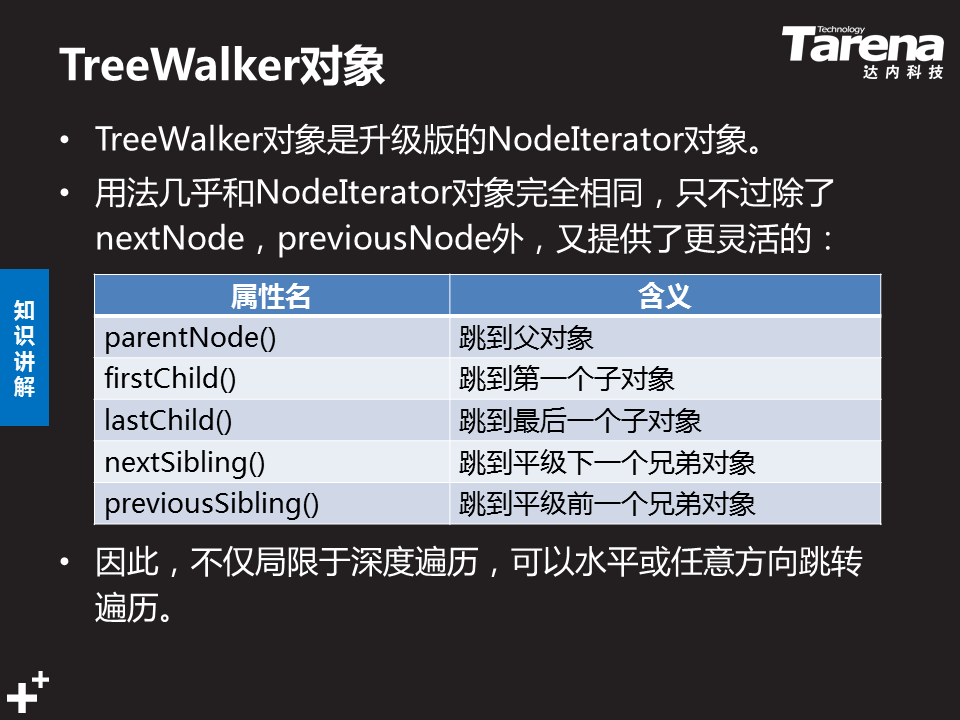 TreeWalker对象
Technology
Tarena
达内科技
• TreeWalker对象是升级版的NodeIterator对象。
• 用法几乎和NodeIterator对象完全相同，只不过除了
nextNode，previousNode外，又提供了更灵活的：
知识讲解
属性名 含义
parentNode() 跳到父对象
firstChild() 跳到第一个子对象
lastChild() 跳到最后一个子对象
nextSibling() 跳到平级下一个兄弟对象
previousSibling() 跳到平级前一个兄弟对象
• 因此，不仅局限于深度遍历，可以水平或任意方向跳转
遍历。